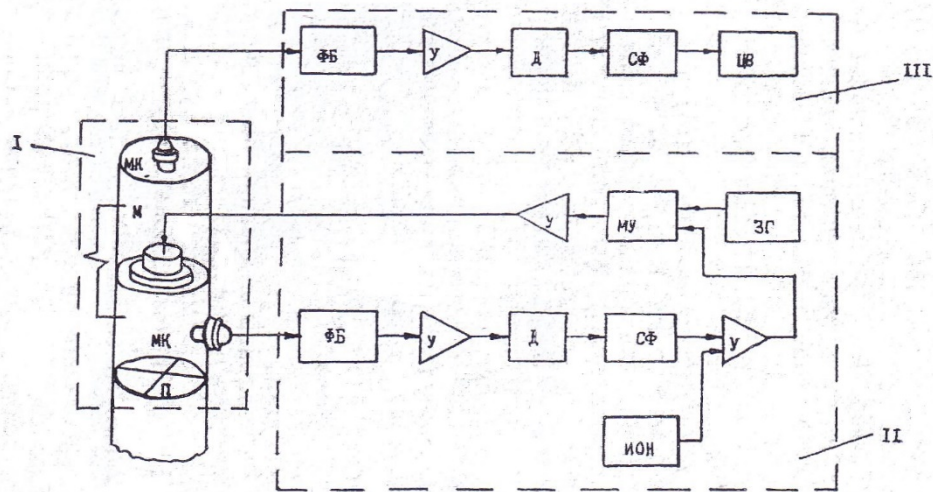 ФБ У Д СФ ЦВ
III
I
МК
М
У МУ ЗГ
ФБ У Д СФ У
МК
П
ИОН
II